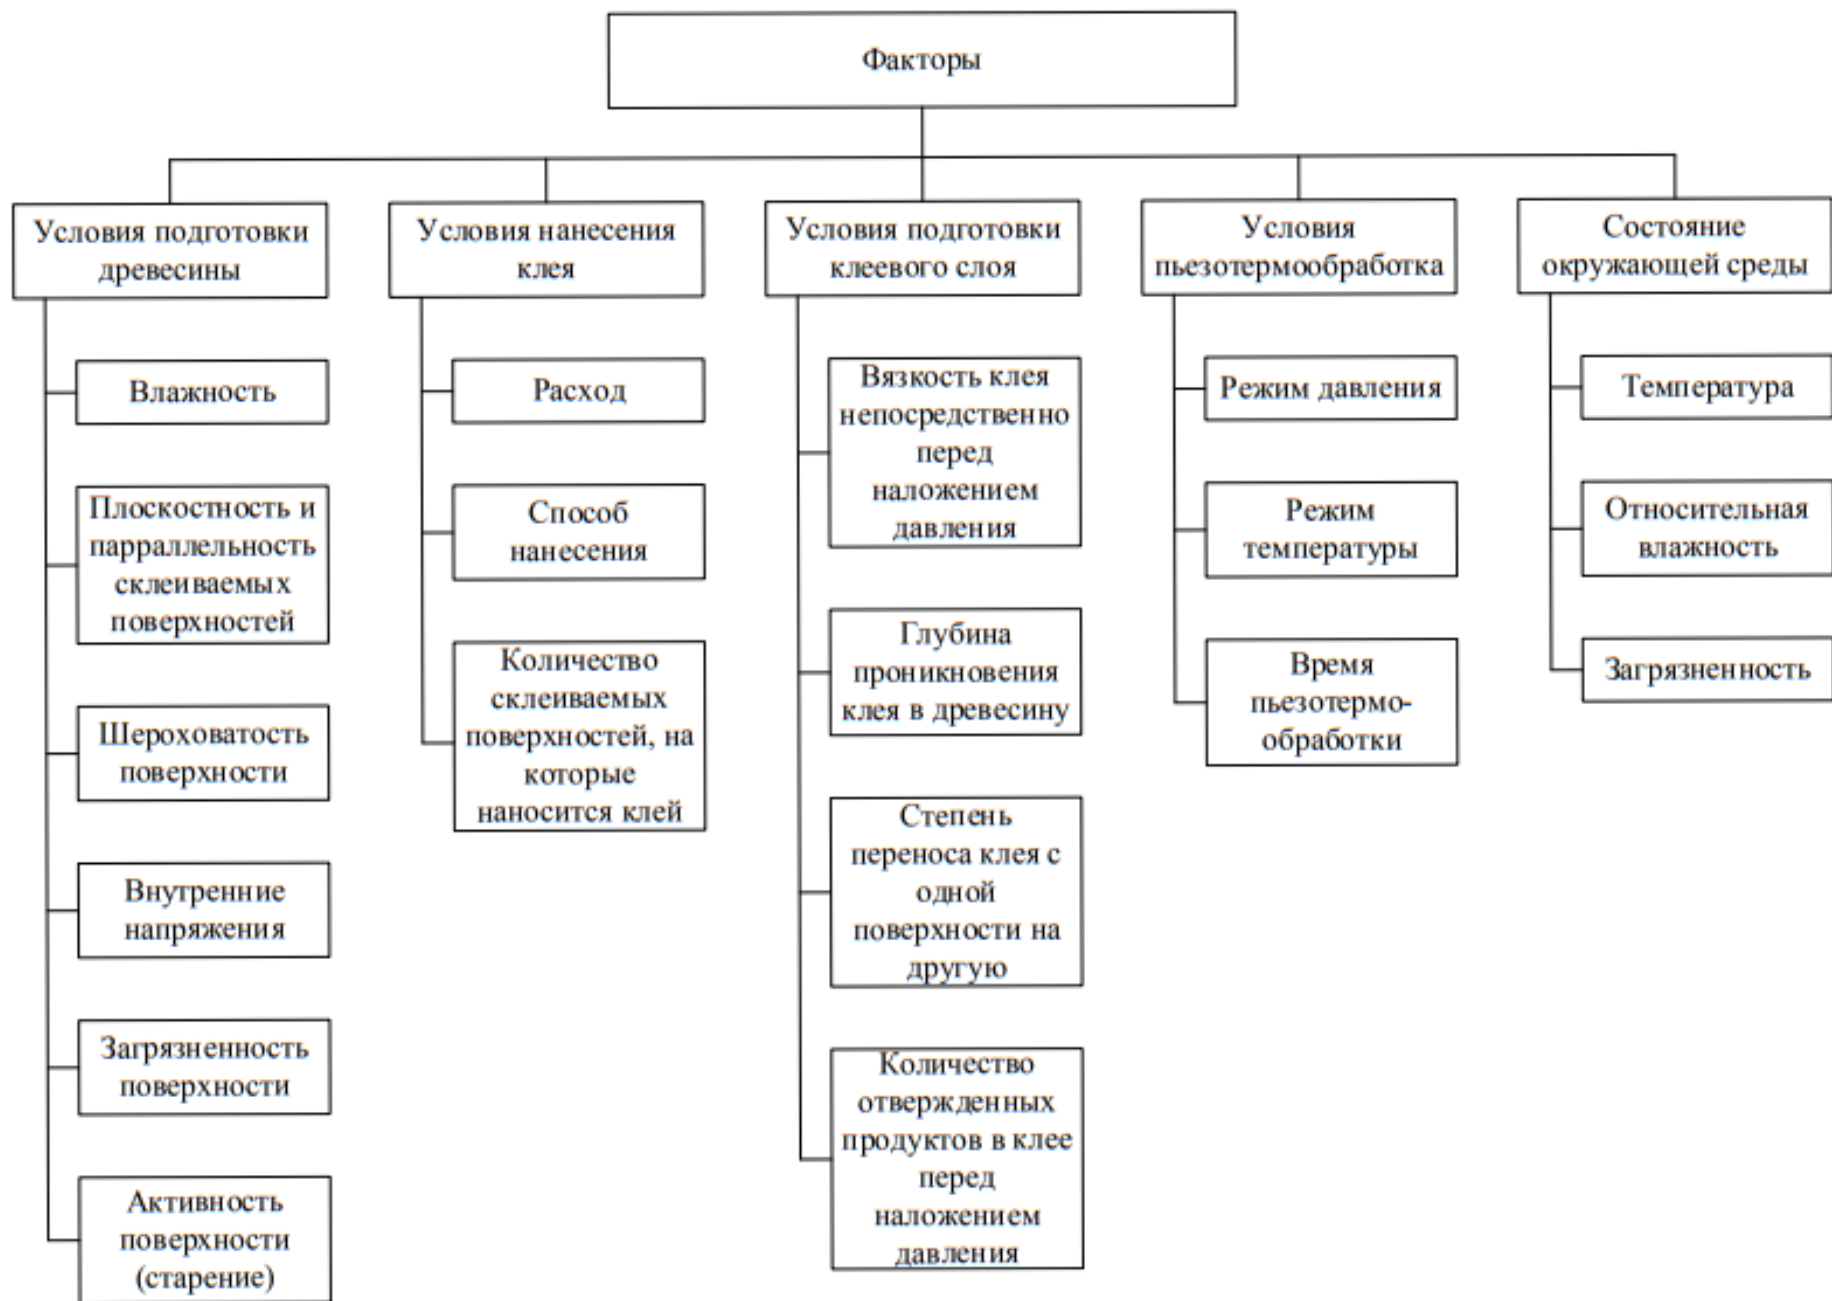 Факторы
Условия подготовки
древесины
Влажность
Плоскостность и
парраллельность
склеиваемых
поверхностей
Шероховатость
поверхности
Внутренние
напряжения
Загрязненность
поверхности
Активность
поверхности
(старение)
Условия нанесения
клея
Расход
Способ
нанесения
Количество
склеиваемых
поверхностей, на
которые
наносится клей
Условия подготовки
клеевого слоя
Вязкость клея
непосредственно
перед
наложением
давления
Глубина
проникновения
клея в древесину
Степень
переноса клея с
одной
поверхности на
другую
Количество
отвержденных
продуктов в клее
перед
наложением
давления
Условия
пьезотермообработка
Режим давления
Режим
температуры
Время
пьезотермо-
обработки
Состояние
окружающей среды
Температура
Относительная
влажность
Загрязненность